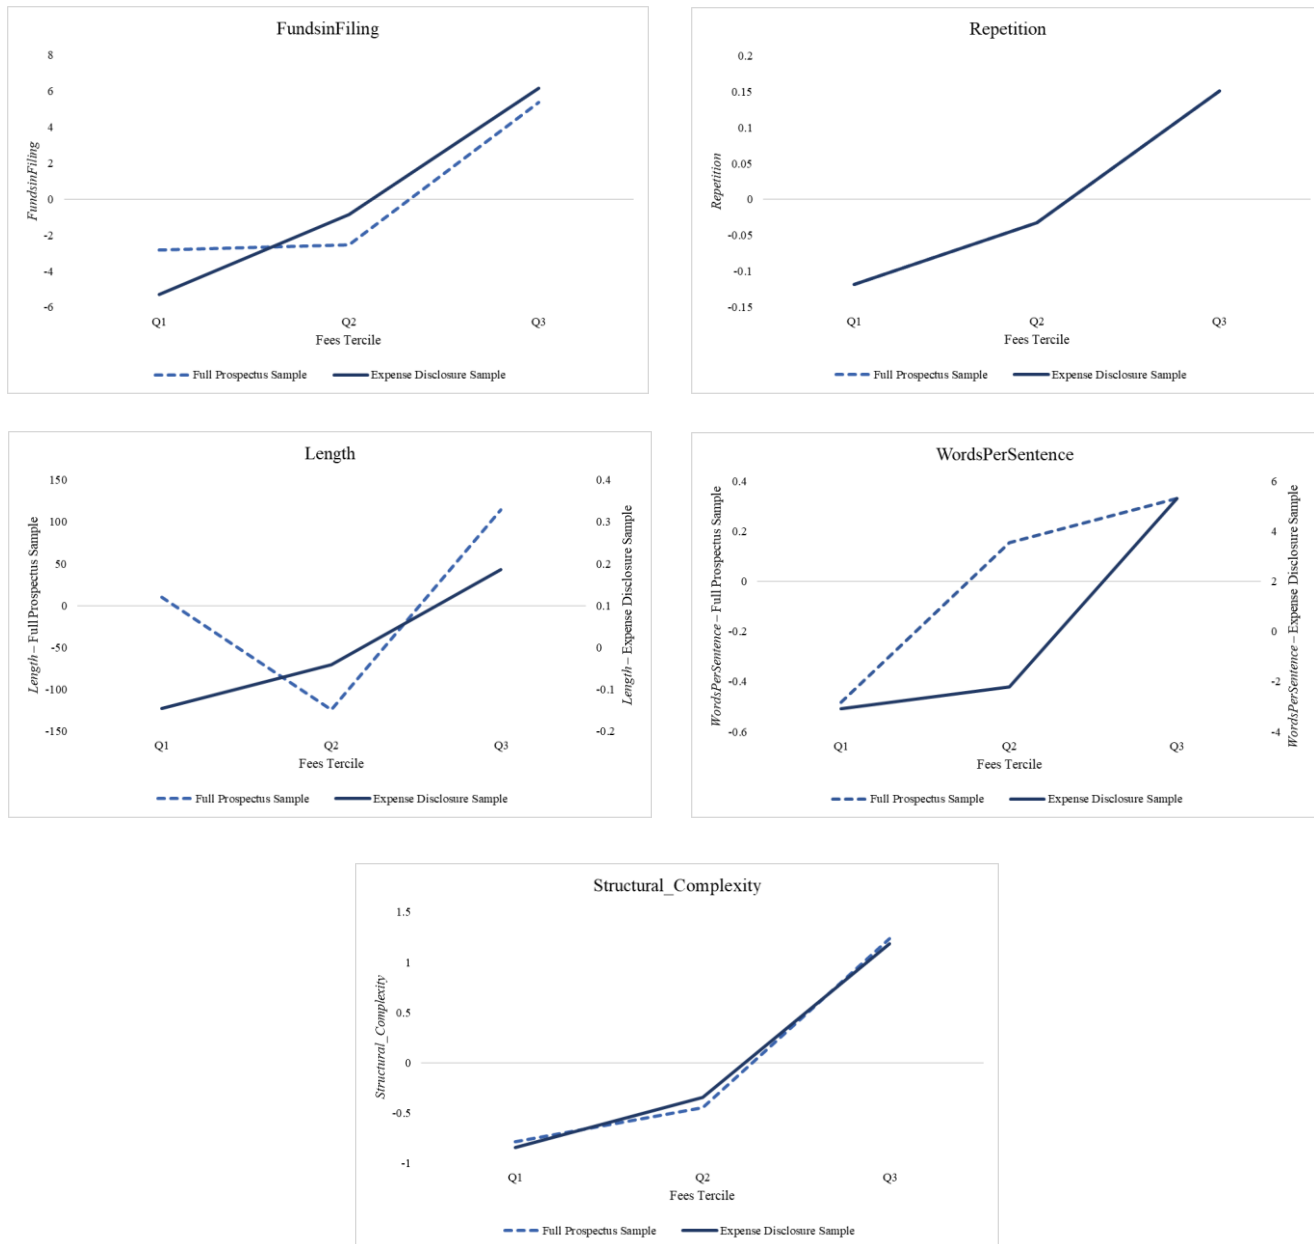 FundsinFiling
8
6
4
2
0
-2
-4
-6
FundsinFiling
Q1 Q2 Q3
Fees Tercile
Full Prospectus Sample Expense Disclosure Sample
Repetition
0.2
0.15
0.1
0.05
0
-0.05
-0.1
-0.15
Repetition
Q1 Q2 Q3
Fees Tercile
Full Prospectus Sample Expense Disclosure Sample
Length
150
100
50
0
-50
-100
-150
Length – Full Prospectus Sample
0.4
0.3
0.2
0.1
0
-0.1
-0.2
Length – Expense Disclosure Sample
Q1 Q2 Q3
Fees Tercile
Full Prospectus Sample Expense Disclosure Sample
WordsPerSentence
0.4
0.2
0
-0.2
-0.4
-0.6
WordsPerSentence – Full Prospectus Sample
6
4
2
0
-2
-4
WordsPerSentence – Expense Disclosure Sample
Q1 Q2 Q3
Fees Tercile
Full Prospectus Sample Expense Disclosure Sample
Structural_Complexity
1.5
1
0.5
0
-0.5
-1
Structural_Complexity
Q1 Q2 Q3
Fees Tercile
Full Prospectus Sample Expense Disclosure Sample